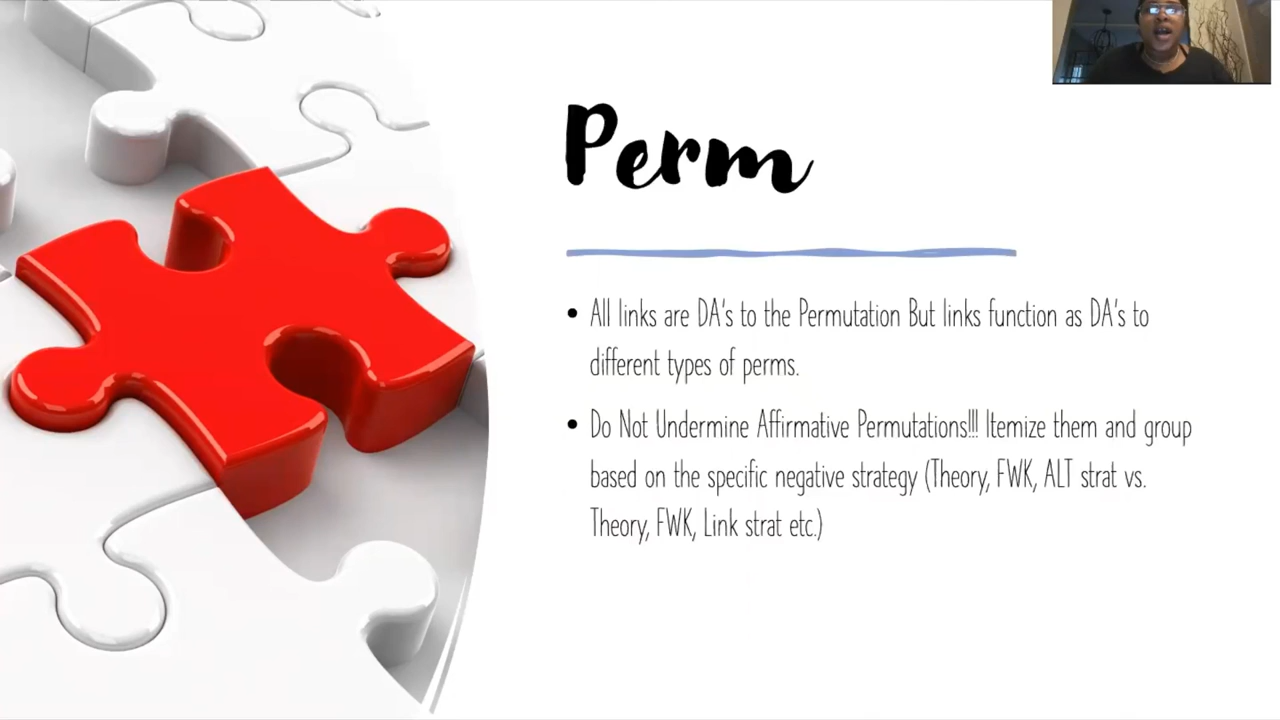 Perm
• All links are DA's to the Permutation But links function as DA's to
different types of perms.
• Do Not Undermine Affirmative Permutations!!! Itemize them and group
based on the specific negative strategy (Theory, FWK, ALT strat vs.
Theory, FWK, Link strat etc.)